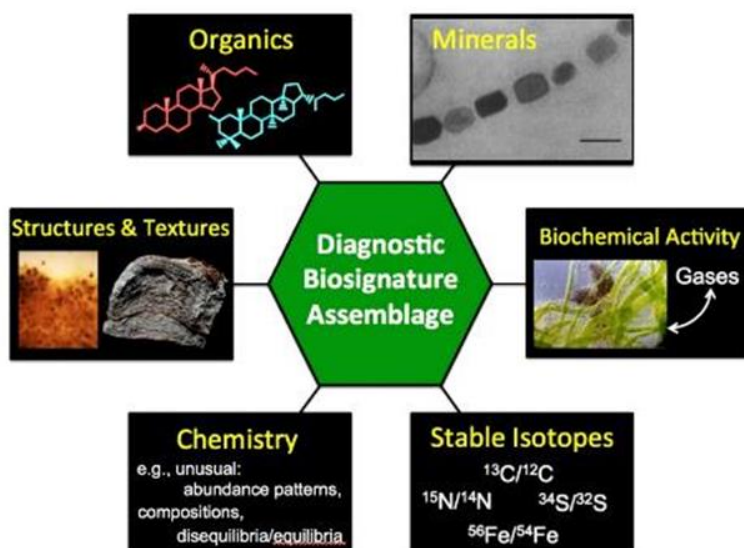 Organics
Minerals
Structures & Textures
Diagnostic
Biosignature
Assemblage
Biochemical Activity
Gases
Chemistry
e.g., unusual:
abundance patterns,
compositions,
disequilibria/equilibria
Stable Isotopes
¹³C/¹²C
¹⁵N/¹⁴N ³⁴S/³²S
⁵⁶Fe/⁵⁴Fe